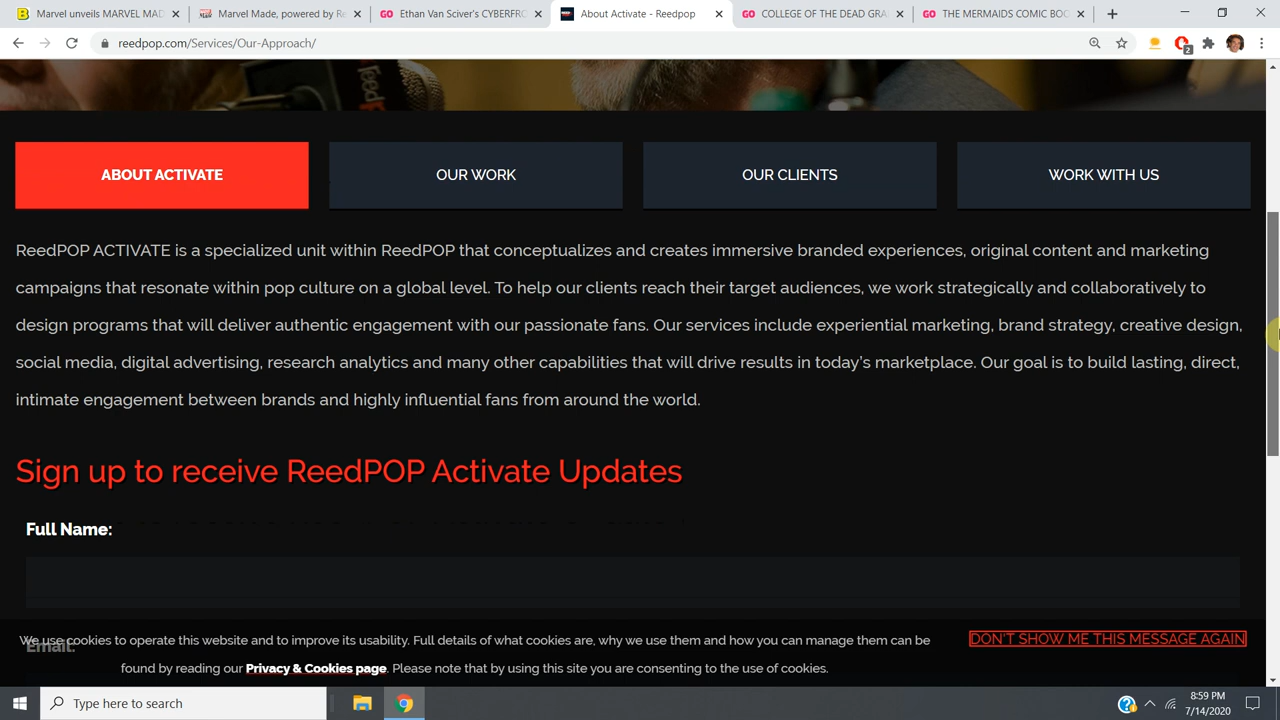 Marvel unveils MARVEL MAD
Marvel Made, powered by Re
Ethan Van Sciver's CYBERFRO
About Activate - Reedpop
COLLEGE OF THE DEAD GRA
THE MERMAIDS COMIC BOO
reedpop.com/Services/Our-Approach/
2
ABOUT ACTIVATE
OUR WORK
OUR CLIENTS
WORK WITH US
ReedPOP ACTIVATE is a specialized unit within ReedPOP that conceptualizes and creates immersive branded experiences, original content and marketing
campaigns that resonate within pop culture on a global level. To help our clients reach their target audiences, we work strategically and collaboratively to
design programs that will deliver authentic engagement with our passionate fans. Our services include experiential marketing, brand strategy, creative design,
social media, digital advertising, research analytics and many other capabilities that will drive results in today's marketplace. Our goal is to build lasting, direct,
intimate engagement between brands and highly influential fans from around the world.
Sign up to receive ReedPOP Activate Updates
Full Name:
Email:
We use cookies to operate this website and to improve its usability. Full details of what cookies are, why we use them and how you can manage them can be
found by reading our Privacy & Cookies page. Please note that by using this site you are consenting to the use of cookies.
DON'T SHOW ME THIS MESSAGE AGAIN
Type here to search
8:59 PM
7/14/2020